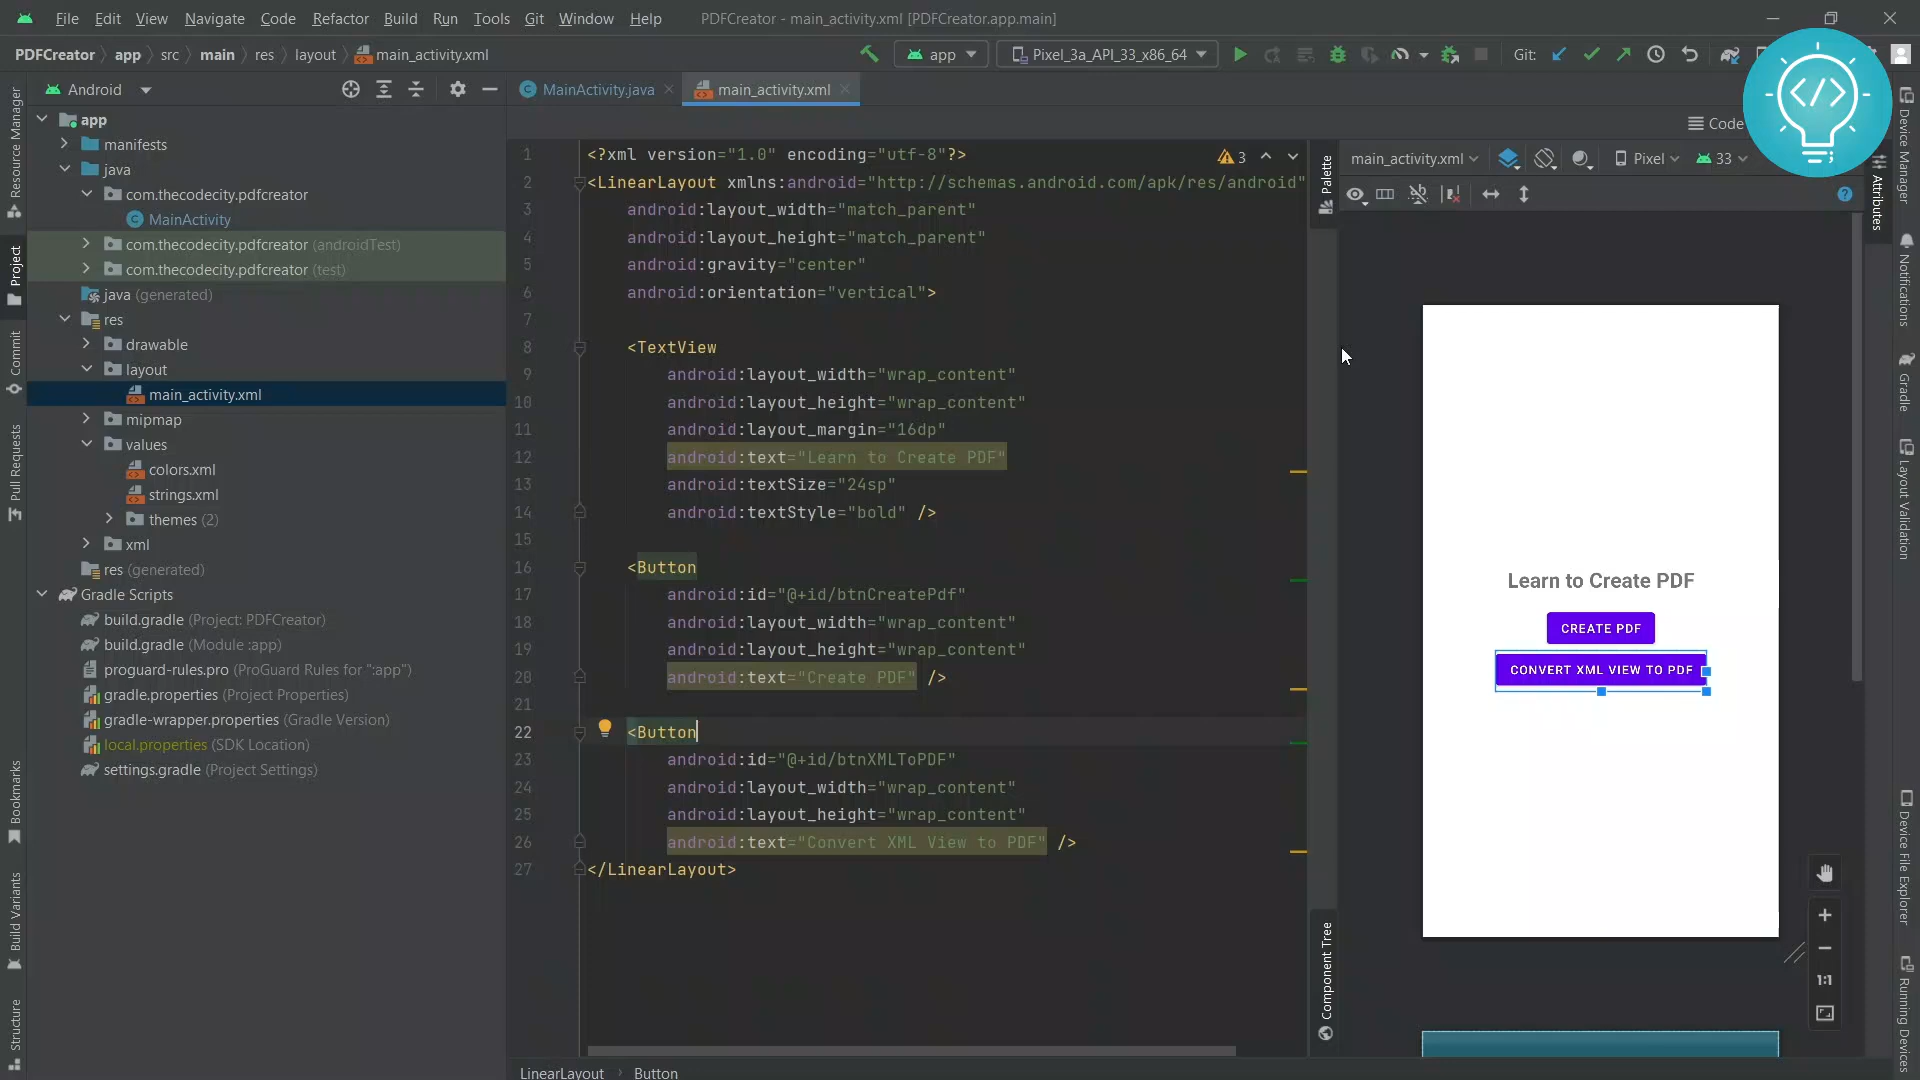 File Edit View Navigate Code Refactor Build Run Tools Git Window Help PDFCreator - main_activity.xml [PDFCreator.app.main]
PDFCreator app src main res layout main_activity.xml app Pixel_3a_API_33_x86_64 Git:
Android
MainActivity.java main_activity.xml
Code
app
manifests
java
com.thecodecity.pdfcreator
MainActivity
com.thecodecity.pdfcreator (androidTest)
com.thecodecity.pdfcreator (test)
java (generated)
res
drawable
layout
main_activity.xml
mipmap
values
colors.xml
strings.xml
themes (2)
xml
res (generated)
Gradle Scripts
build.gradle (Project: PDFCreator)
build.gradle (Module :app)
proguard-rules.pro (ProGuard Rules for ":app")
gradle.properties (Project Properties)
gradle-wrapper.properties (Gradle Version)
local.properties (SDK Location)
settings.gradle (Project Settings)
Resource Manager
Project
Commit
Pull Requests
Bookmarks
Build Variants
Structure
1 <?xml version="1.0" encoding="utf-8"?>
2 <LinearLayout xmlns:android="http://schemas.android.com/apk/res/android"
3 android:layout_width="match_parent"
4 android:layout_height="match_parent"
5 android:gravity="center"
6 android:orientation="vertical">
7
8 <TextView
9 android:layout_width="wrap_content"
10 android:layout_height="wrap_content"
11 android:layout_margin="16dp"
12 android:text="Learn to Create PDF"
13 android:textSize="24sp"
14 android:textStyle="bold" />
15
16 <Button
17 android:id="@+id/btnCreatePdf"
18 android:layout_width="wrap_content"
19 android:layout_height="wrap_content"
20 android:text="Create PDF" />
21
22 <Button
23 android:id="@+id/btnXMLToPDF"
24 android:layout_width="wrap_content"
25 android:layout_height="wrap_content"
26 android:text="Convert XML View to PDF" />
27 </LinearLayout>
3
Palette
Component Tree
main_activity.xml Pixel 33
Learn to Create PDF
CREATE PDF
CONVERT XML VIEW TO PDF
1:1
</>
Attributes
Device Manager
Notifications
Gradle
Layout Validation
Device File Explorer
Running Devices
LinearLayout Button